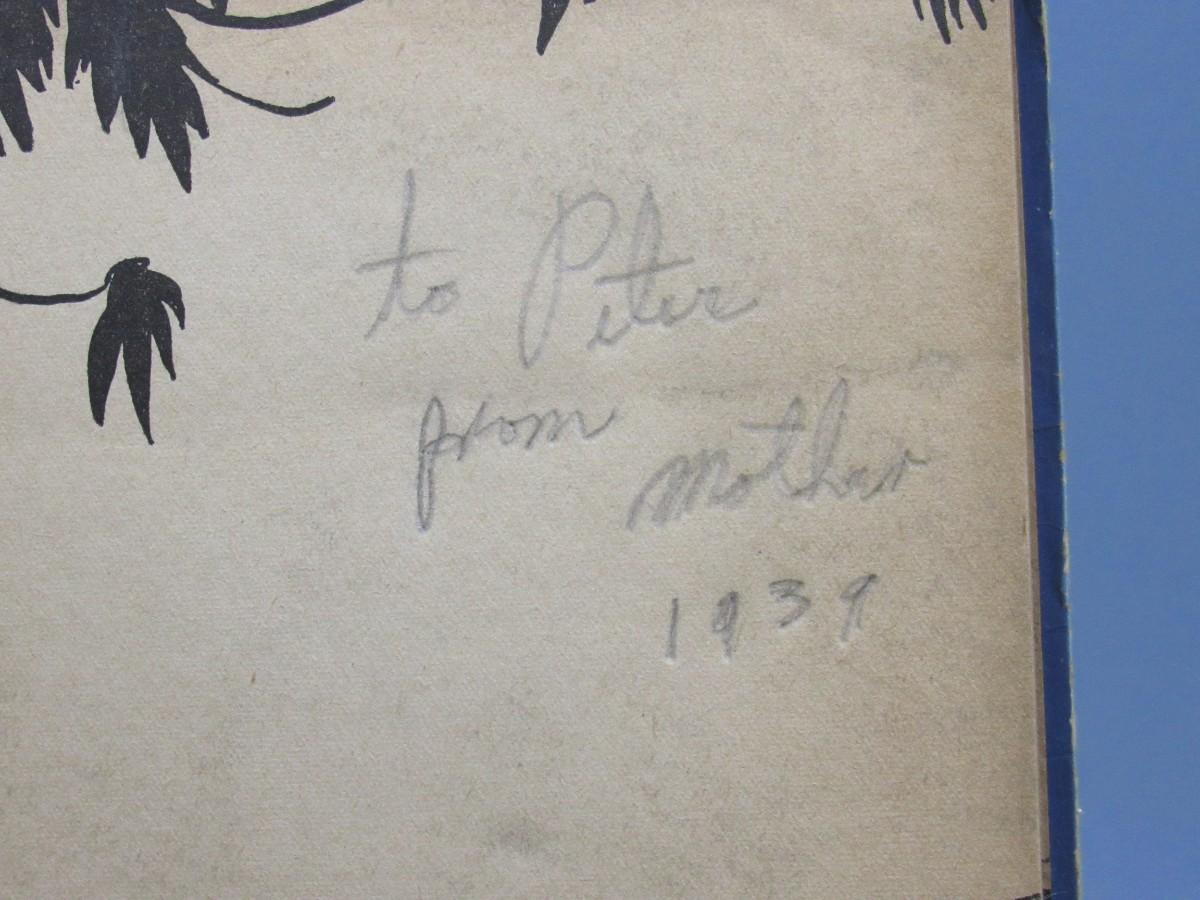 to Peter
from
Mother
1939